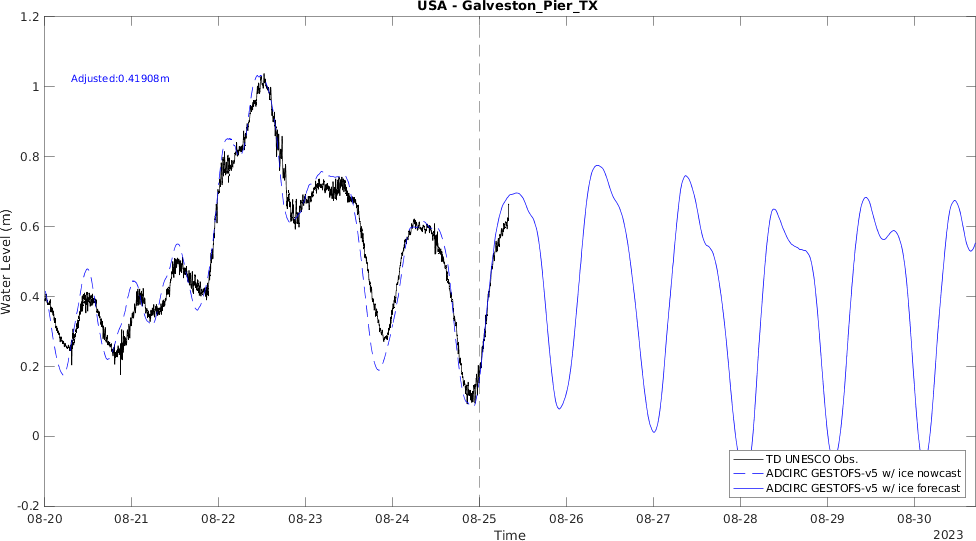 USA - Galveston_Pier_TX
1.2
1
0.8
0.6
0.4
0.2
0
-0.2
Water Level (m)
Adjusted:0.41908m
TD UNESCO Obs.
ADCIRC GESTOFS-v5 w/ ice nowcast
ADCIRC GESTOFS-v5 w/ ice forecast
08-20 08-21 08-22 08-23 08-24 08-25 08-26 08-27 08-28 08-29 08-30
Time
2023